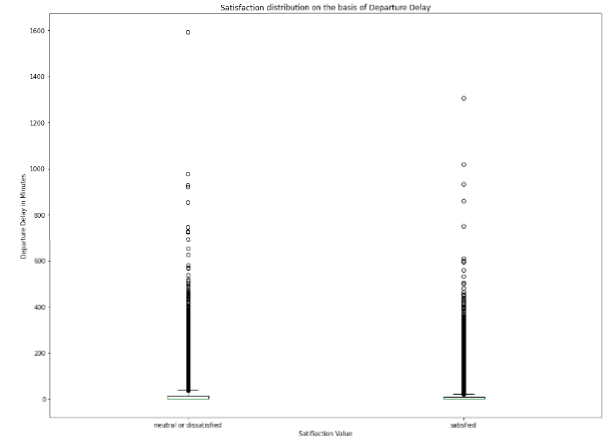 Satisfaction distribution on the basis of Departure Delay
1600
1400
1200
1000
800
600
400
200
0
Departure Delay in Minutes
neutral or dissatisfied
satisfied
Satifiaction Value